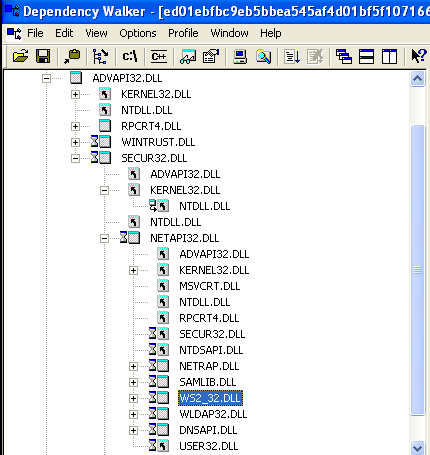 Dependency Walker - [ed01ebfbc9eb5bbea545af4d01bf5f107166
File Edit View Options Profile Window Help
C:\ C++
ADVAPI32.DLL
KERNEL32.DLL
NTDLL.DLL
RPCRT4.DLL
WINTRUST.DLL
SECUR32.DLL
ADVAPI32.DLL
KERNEL32.DLL
NTDLL.DLL
NTDLL.DLL
NETAPI32.DLL
ADVAPI32.DLL
KERNEL32.DLL
MSVCRT.DLL
NTDLL.DLL
RPCRT4.DLL
SECUR32.DLL
NTDSAPI.DLL
NETRAP.DLL
SAMLIB.DLL
WS2_32.DLL
WLDAP32.DLL
DNSAPI.DLL
USER32.DLL